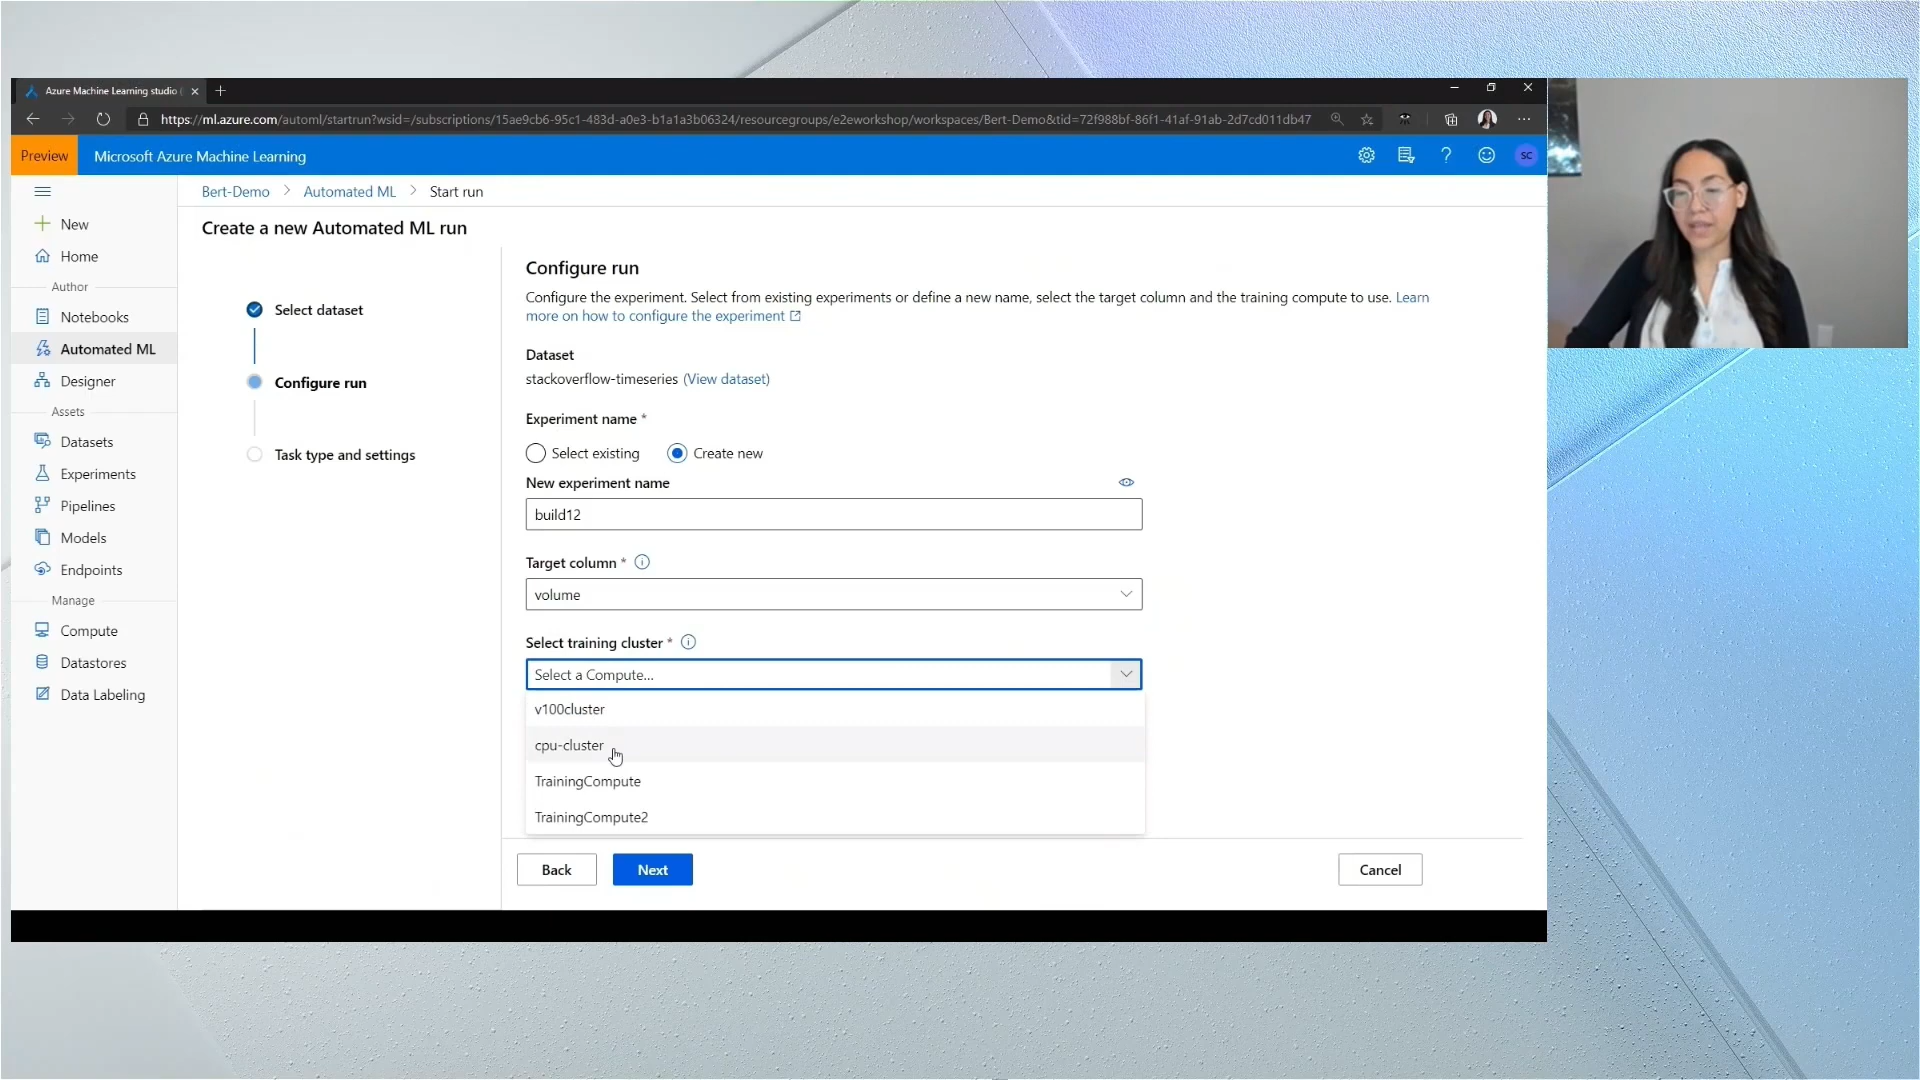 Azure Machine Learning studio
https://ml.azure.com/automl/startrun?wsid=/subscriptions/15ae9cb6-95c1-483d-a0e3-b1a1a3b06324/resourcegroups/e2eworkshop/workspaces/Bert-Demo&tid=72f988bf-86f1-41af-91ab-2d7cd011db47
Preview
Microsoft Azure Machine Learning
SC
Bert-Demo > Automated ML > Start run
New
Home
Author
Notebooks
Automated ML
Designer
Assets
Datasets
Experiments
Pipelines
Models
Endpoints
Manage
Compute
Datastores
Data Labeling
Create a new Automated ML run
Select dataset
Configure run
Task type and settings
Configure run
Configure the experiment. Select from existing experiments or define a new name, select the target column and the training compute to use. Learn
more on how to configure the experiment
Dataset
stackoverflow-timeseries (View dataset)
Experiment name *
Select existing
Create new
New experiment name
build12
Target column *
volume
Select training cluster *
Select a Compute...
v100cluster
cpu-cluster
TrainingCompute
TrainingCompute2
Back
Next
Cancel